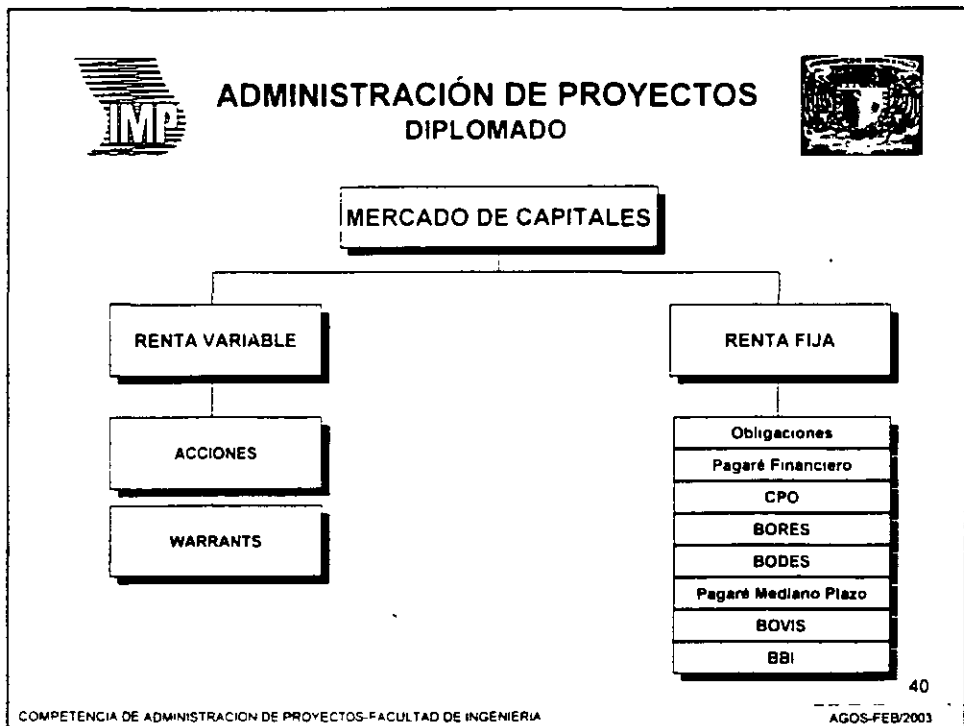 IMP
ADMINISTRACIÓN DE PROYECTOS
DIPLOMADO
MERCADO DE CAPITALES
RENTA VARIABLE
RENTA FIJA
ACCIONES
WARRANTS
Obligaciones
Pagaré Financiero
CPO
BORES
BODES
Pagaré Mediano Plazo
BOVIS
BBI
40
COMPETENCIA DE ADMINISTRACION DE PROYECTOS-FACULTAD DE INGENIERIA
AGOS-FEB/2003